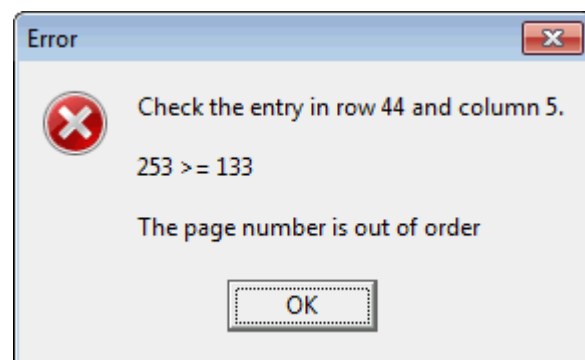 Error
Check the entry in row 44 and column 5.
253 >= 133
The page number is out of order
OK